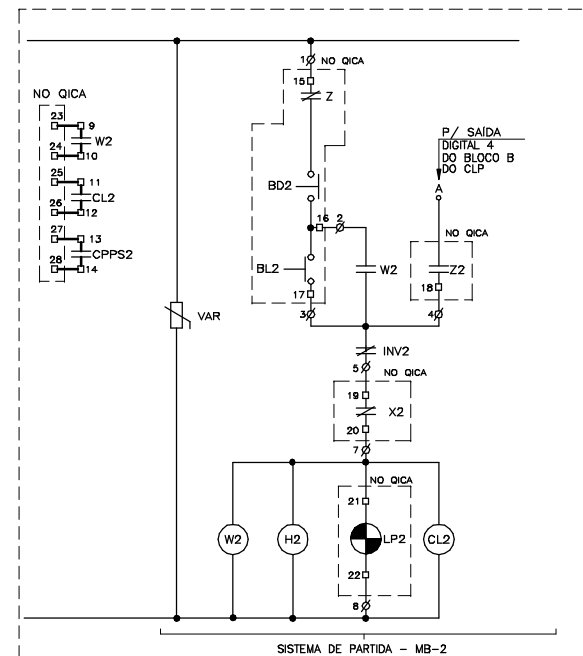 1 NO QICA
15
Z
NO QICA
23
9
W2
24
10
25
11
CL2
26
12
27
13
CPPS2
28
14
P/ SAÍDA
DIGITAL 4
DO BLOCO B
DO CLP
A
BD2
16 2
NO QICA
BL2
W2
Z2
17
18
3
4
VAR
INV2
5
NO QICA
19
X2
20
7
NO QICA
21
W2
H2
LP2
CL2
22
8
SISTEMA DE PARTIDA - MB-2